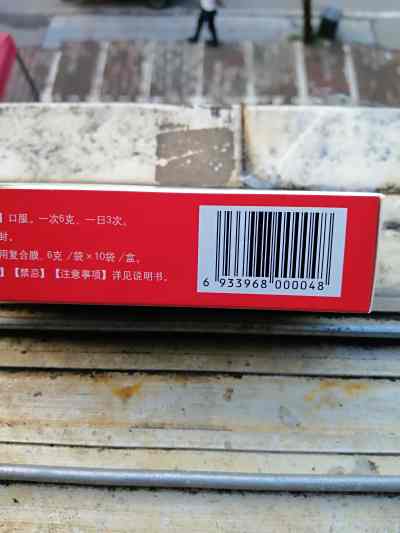 】口服。一次6克、一日3次。
封。
用复合膜。6克/袋×10袋/盒。
】【禁忌】【注意事项】详见说明书。
6 933968 000048